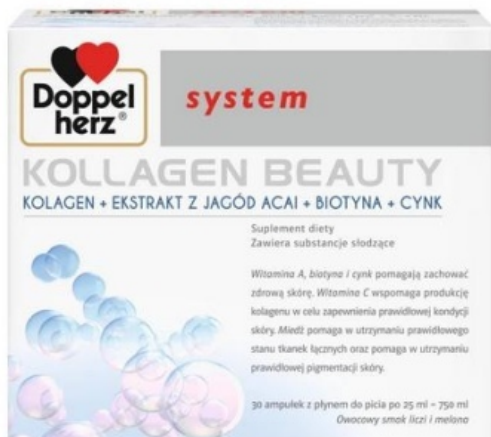 Doppel
herz®
system
KOLLAGEN BEAUTY
KOLAGEN + EKSTRAKT Z JAGÓD ACAI + BIOTYNA + CYNK
Suplement diety
Zawiera substancje słodzące
Witamina A, biotyna i cynk pomagają zachować
zdrową skórę. Witamina C wspomaga produkcję
kolagenu w celu zapewnienia prawidłowej kondycji
skóry. Miedź pomaga w utrzymaniu prawidłowego
stanu tkanek łącznych oraz pomaga w utrzymaniu
prawidłowej pigmentacji skóry.
30 ampułek z płynem do picia po 25 ml – 750 ml
Owocowy smak liczi i melona